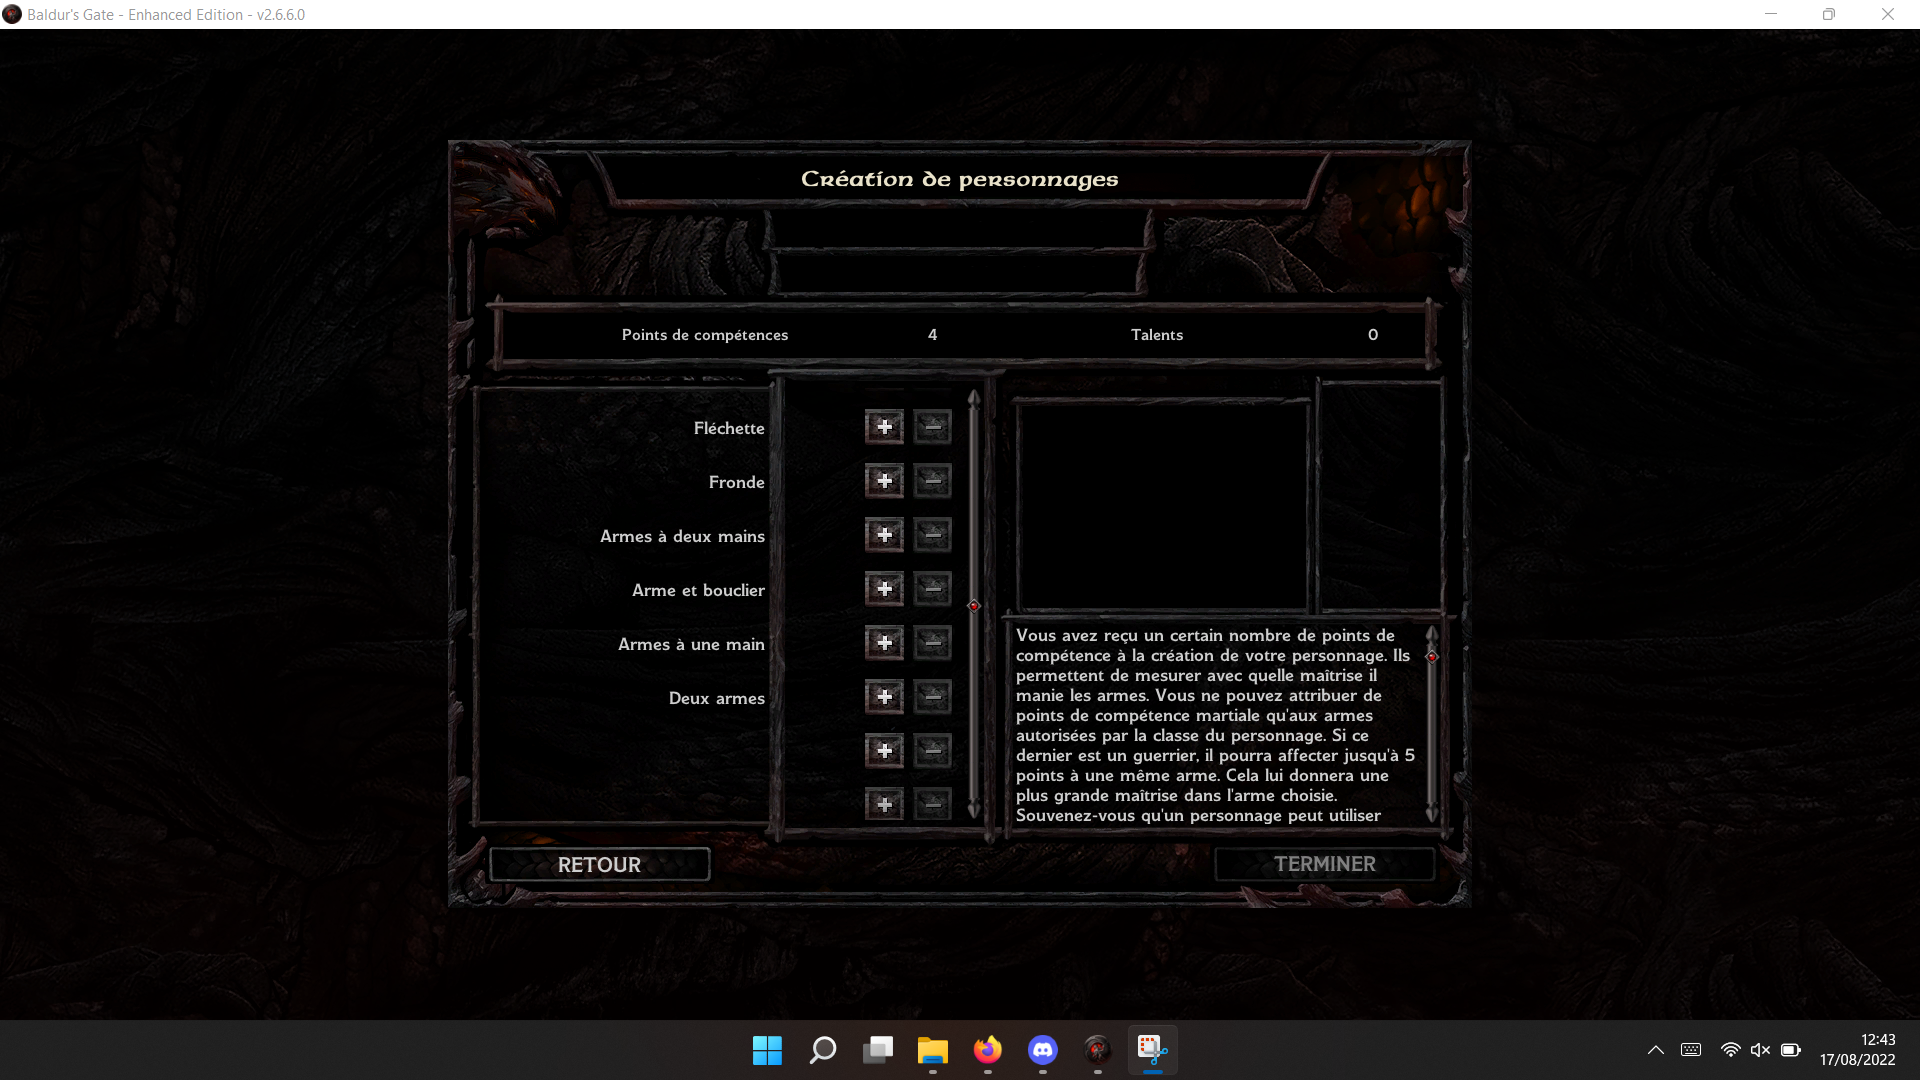 Baldur's Gate - Enhanced Edition - v2.6.6.0
Création de personnages
Points de compétences 4 Talents 0
Fléchette
Fronde
Armes à deux mains
Arme et bouclier
Armes à une main
Deux armes
Vous avez reçu un certain nombre de points de
compétence à la création de votre personnage. Ils
permettent de mesurer avec quelle maîtrise il
manie les armes. Vous ne pouvez attribuer de
points de compétence martiale qu'aux armes
autorisées par la classe du personnage. Si ce
dernier est un guerrier, il pourra affecter jusqu'à 5
points à une même arme. Cela lui donnera une
plus grande maîtrise dans l'arme choisie.
Souvenez-vous qu'un personnage peut utiliser
RETOUR
TERMINER
12:43
17/08/2022